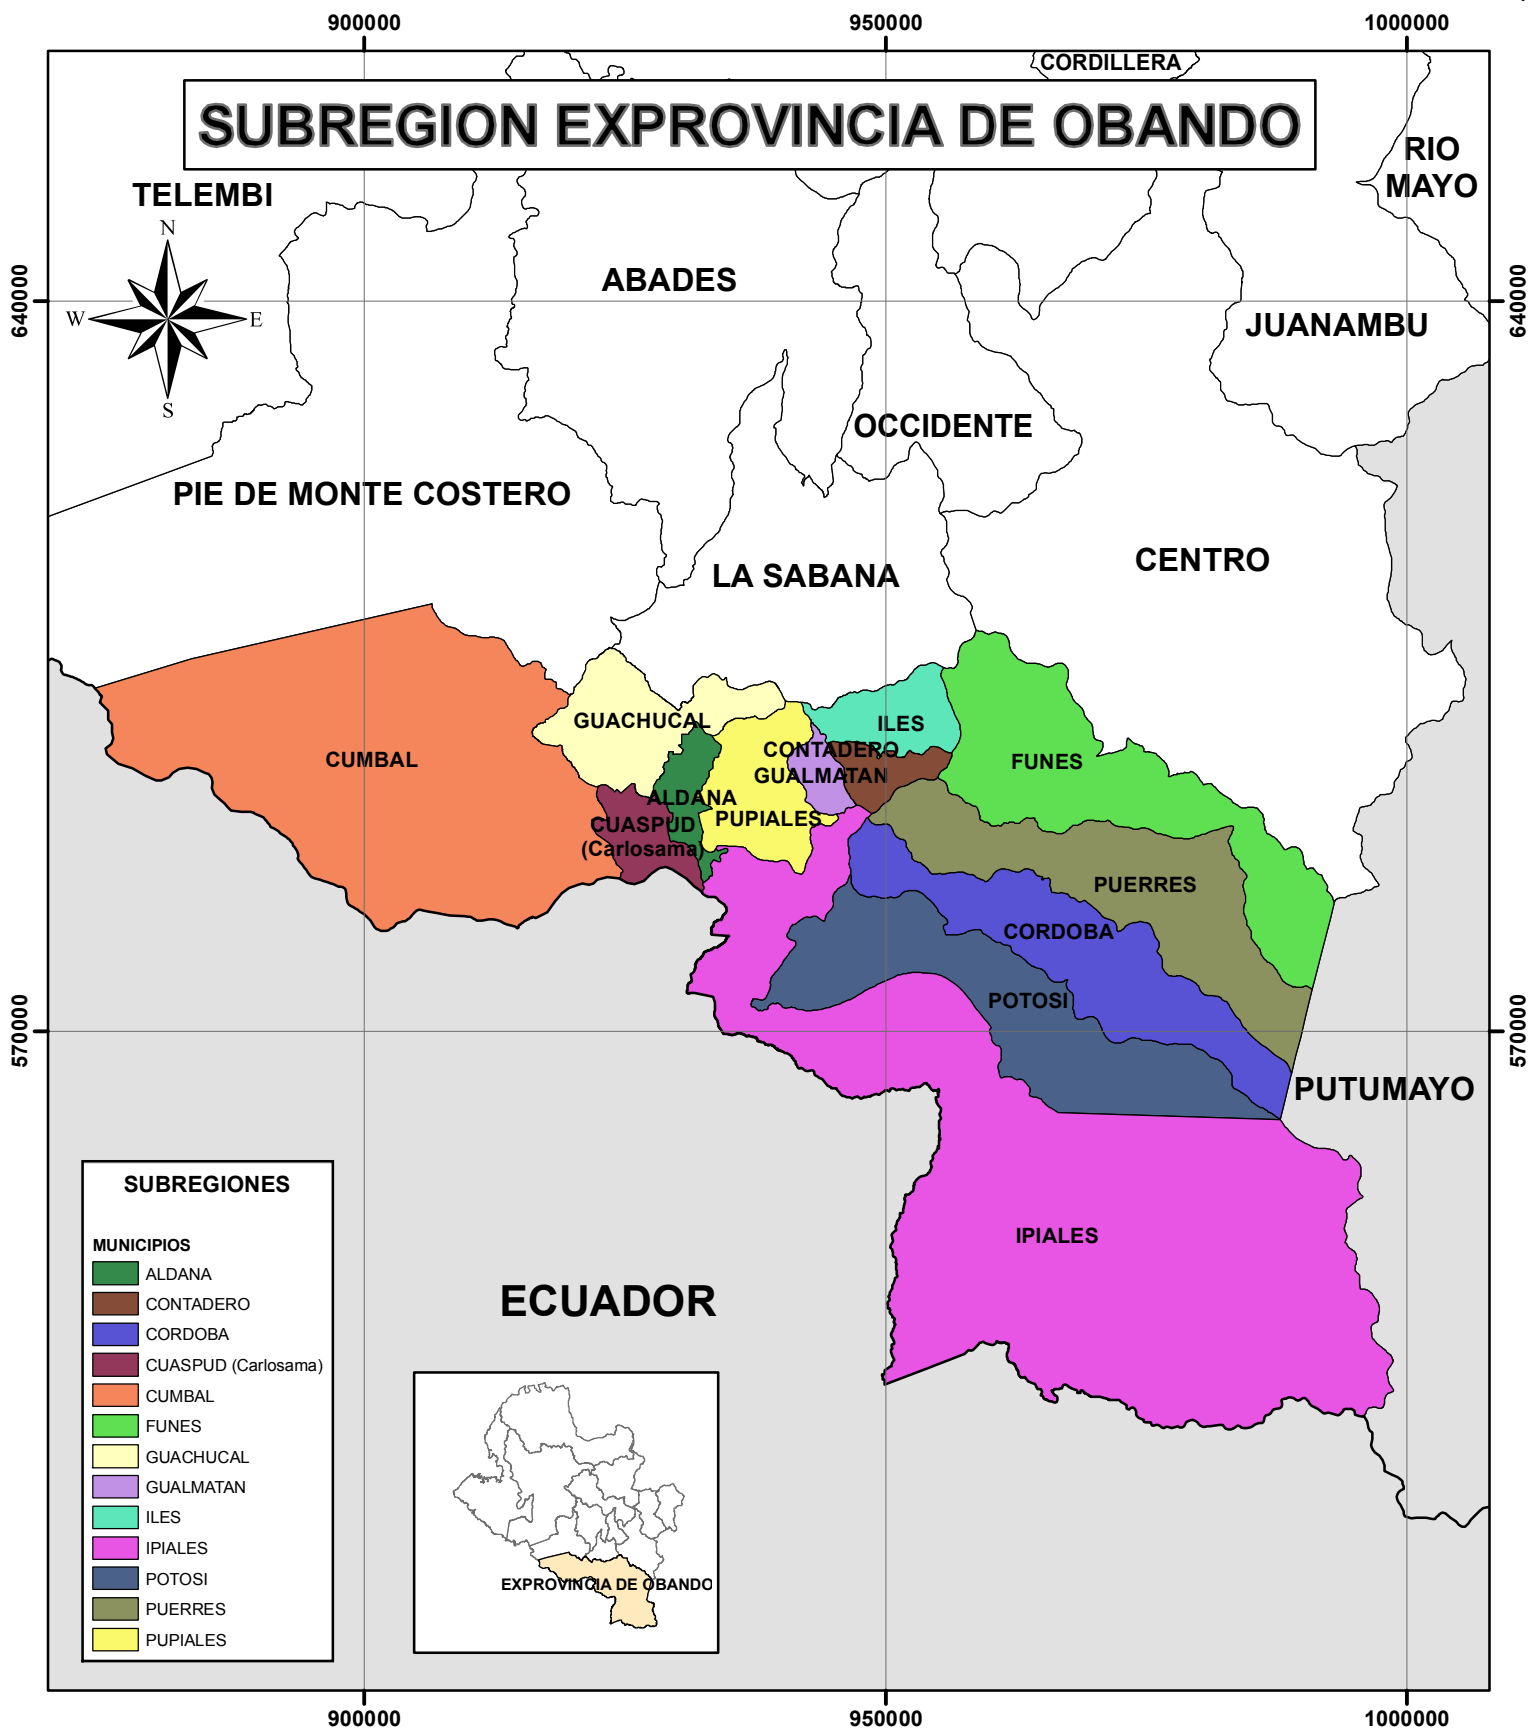 900000
950000
1000000
CORDILLERA
SUBREGION EXPROVINCIA DE OBANDO
RIO
MAYO
TELEMBI
N
W
E
S
640000
640000
ABADES
JUANAMBU
OCCIDENTE
PIE DE MONTE COSTERO
CENTRO
LA SABANA
GUACHUCAL
ILES
CUMBAL
CONTADERO
FUNES
GUALMATAN
ALDANA
PUPIALES
CUASPUD
(Carlosama)
PUERRES
CORDOBA
POTOSI
570000
570000
PUTUMAYO
IPIALES
ECUADOR
SUBREGIONES
MUNICIPIOS
ALDANA
CONTADERO
CORDOBA
CUASPUD (Carlosama)
CUMBAL
FUNES
GUACHUCAL
GUALMATAN
ILES
IPIALES
POTOSI
PUERRES
PUPIALES
EXPROVINCIA DE OBANDO
900000
950000
1000000